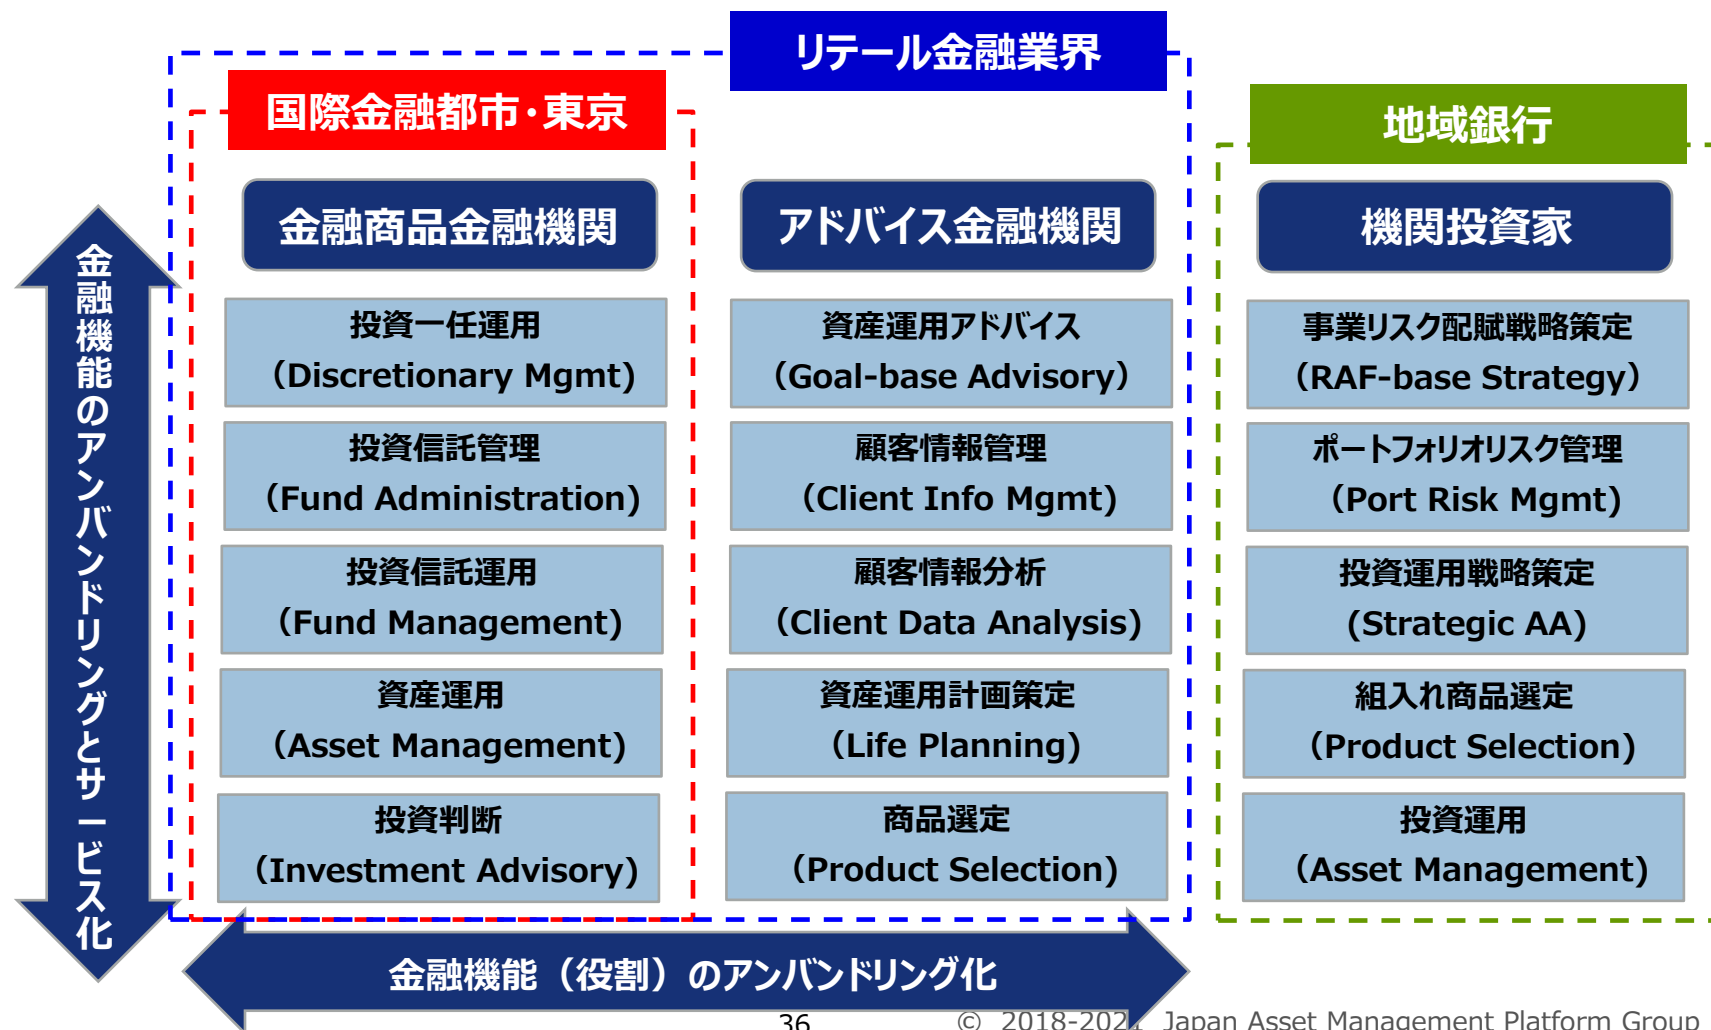 リテール金融業界
国際金融都市・東京
地域銀行
金融機能のアンバンドリングとサービス化
金融商品金融機関
投資一任運用
（Discretionary Mgmt）
投資信託管理
（Fund Administration）
投資信託運用
（Fund Management）
資産運用
（Asset Management）
投資判断
（Investment Advisory）
アドバイス金融機関
資産運用アドバイス
（Goal-base Advisory）
顧客情報管理
（Client Info Mgmt）
顧客情報分析
（Client Data Analysis）
資産運用計画策定
（Life Planning）
商品選定
（Product Selection）
機関投資家
事業リスク配賦戦略策定
（RAF-base Strategy）
ポートフォリオリスク管理
（Port Risk Mgmt）
投資運用戦略策定
（Strategic AA）
組入れ商品選定
（Product Selection）
投資運用
（Asset Management）
金融機能（役割）のアンバンドリング化
36
© 2018-2021 Japan Asset Management Platform Group